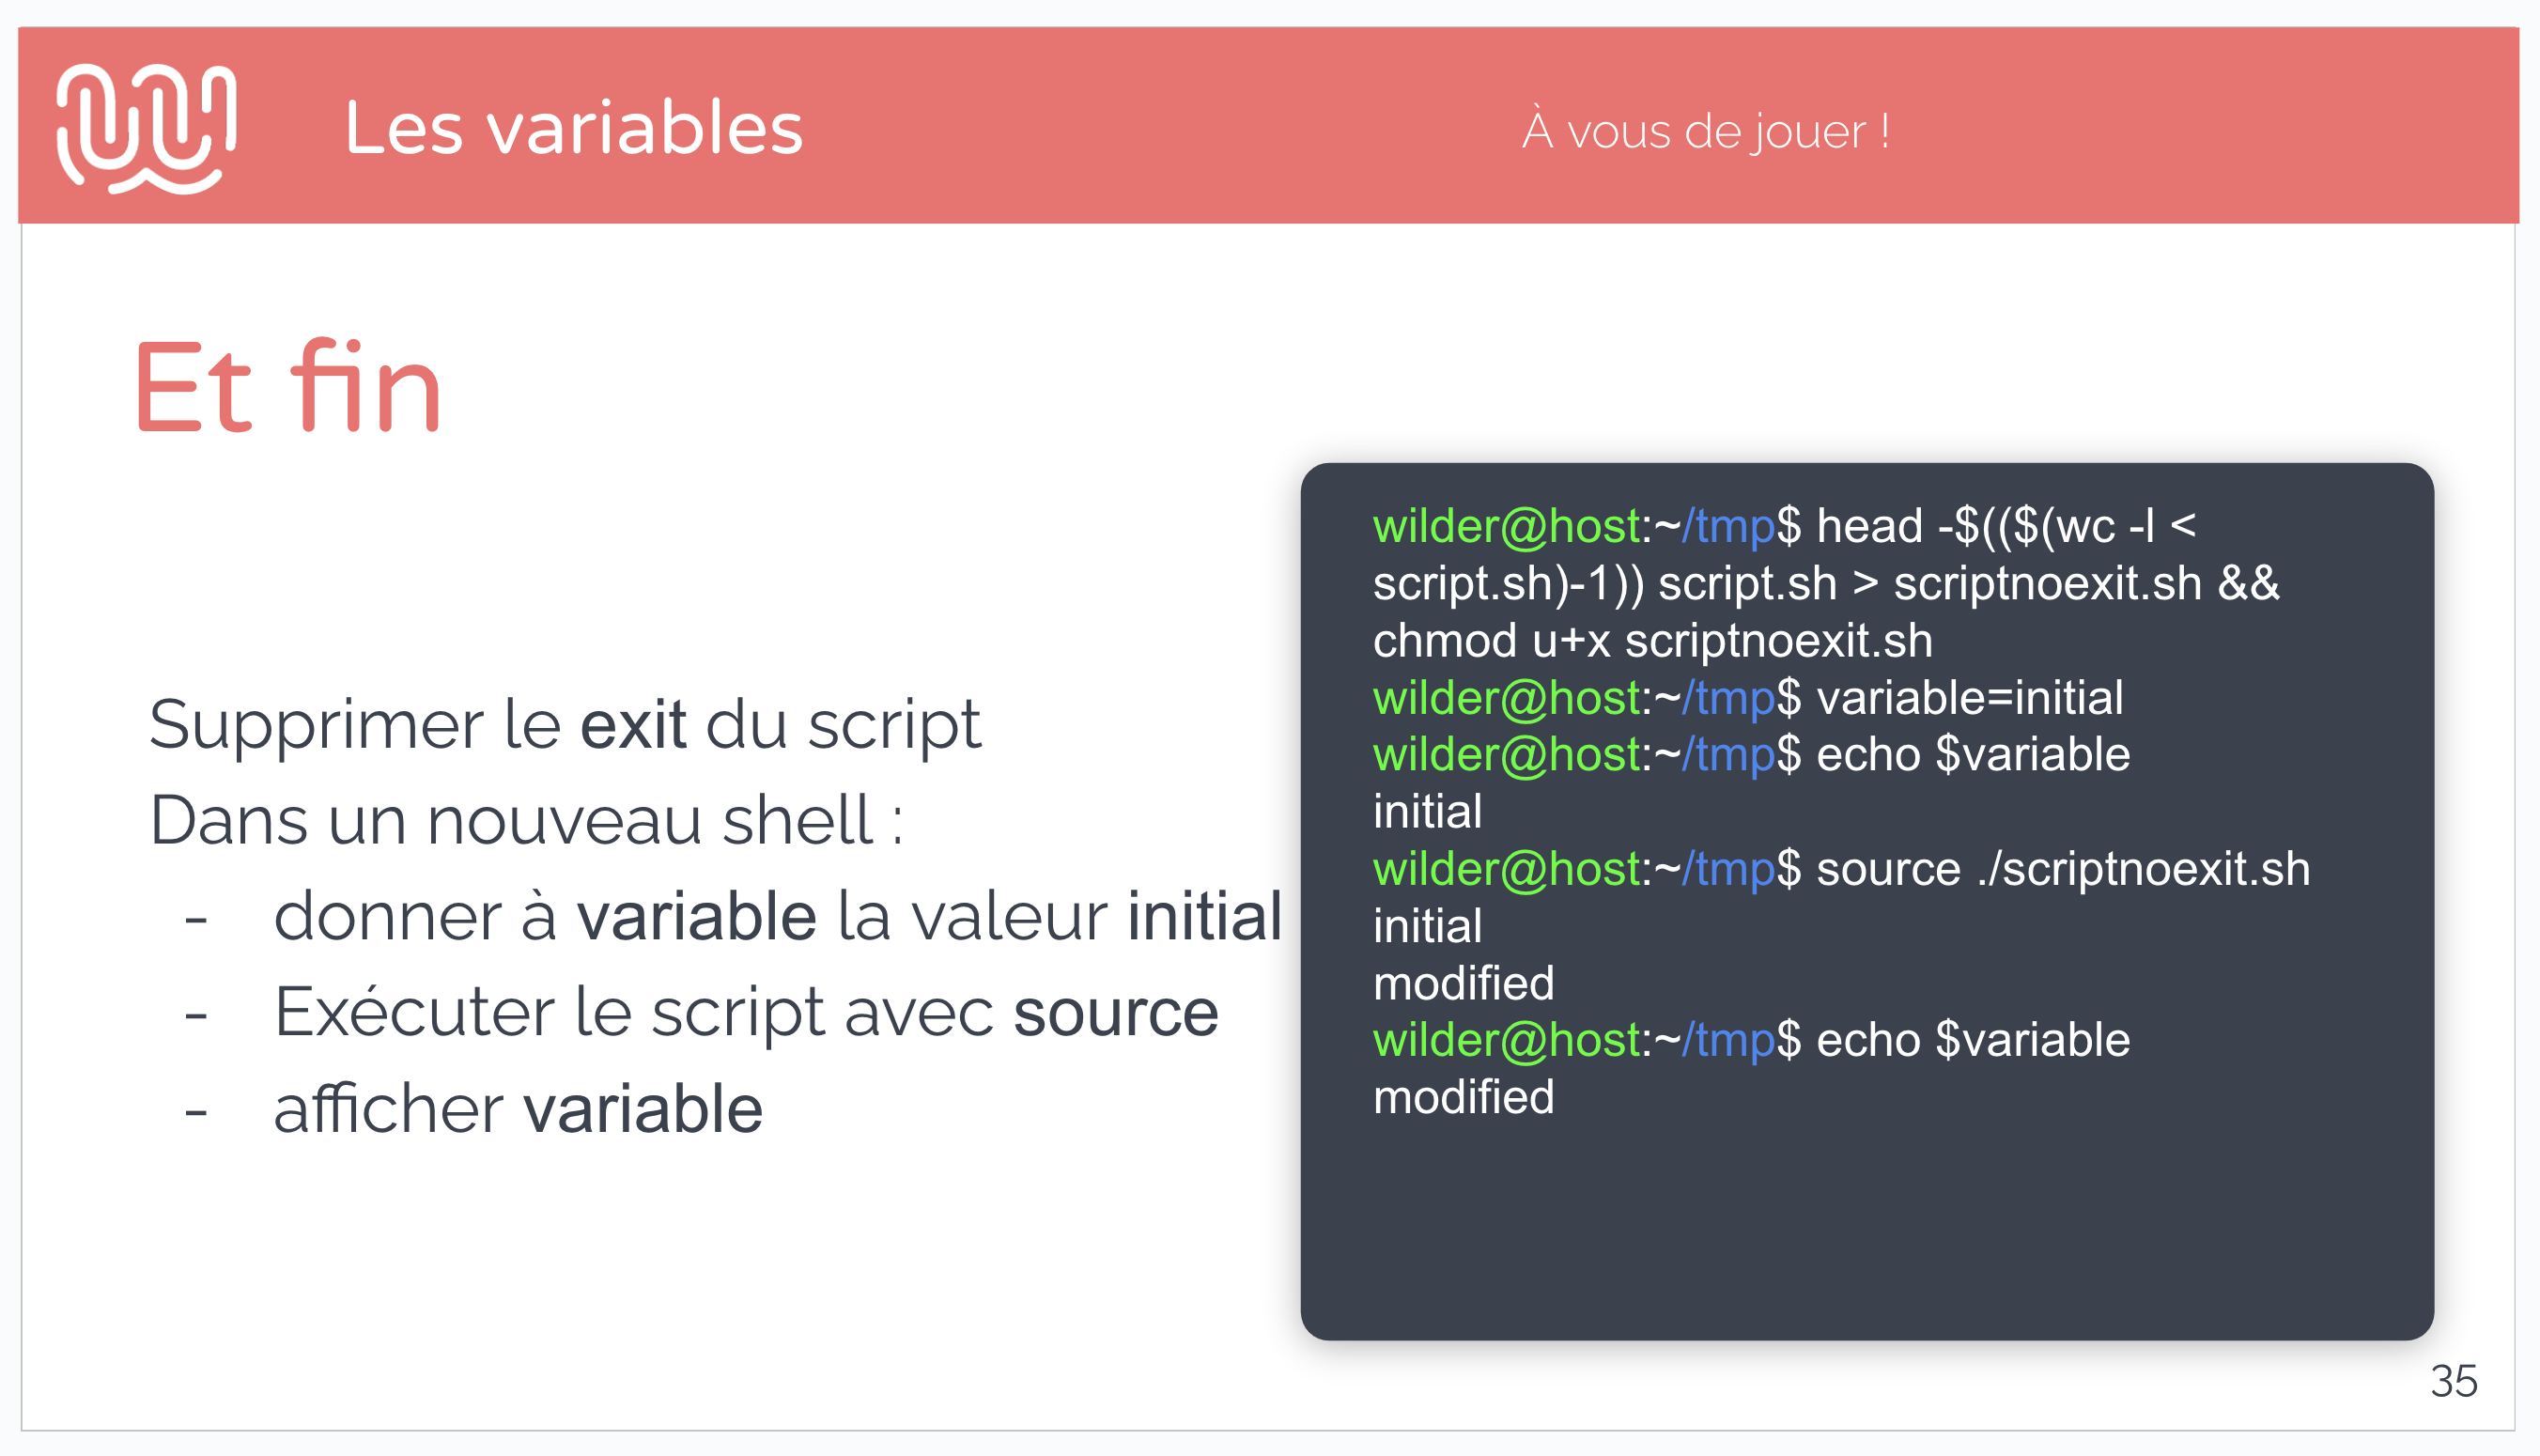 Les variables
À vous de jouer !
Et fin
Supprimer le exit du script
Dans un nouveau shell :
- donner à variable la valeur initial
- Exécuter le script avec source
- afficher variable
wilder@host:~/tmp$ head -$(($(wc -l <
script.sh)-1)) script.sh > scriptnoexit.sh &&
chmod u+x scriptnoexit.sh
wilder@host:~/tmp$ variable=initial
wilder@host:~/tmp$ echo $variable
initial
wilder@host:~/tmp$ source ./scriptnoexit.sh
initial
modified
wilder@host:~/tmp$ echo $variable
modified
35